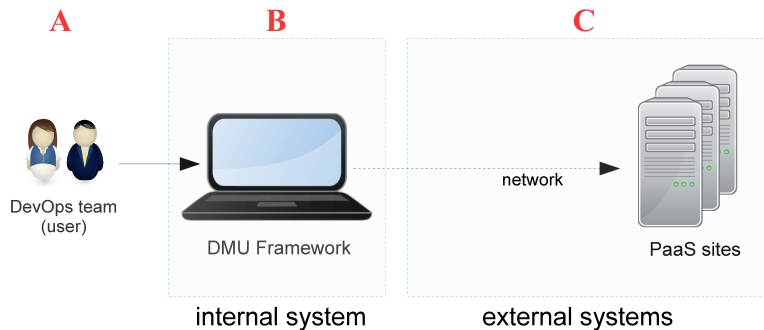 A
B
C
DevOps team
(user)
network
DMU Framework
PaaS sites
internal system
external systems